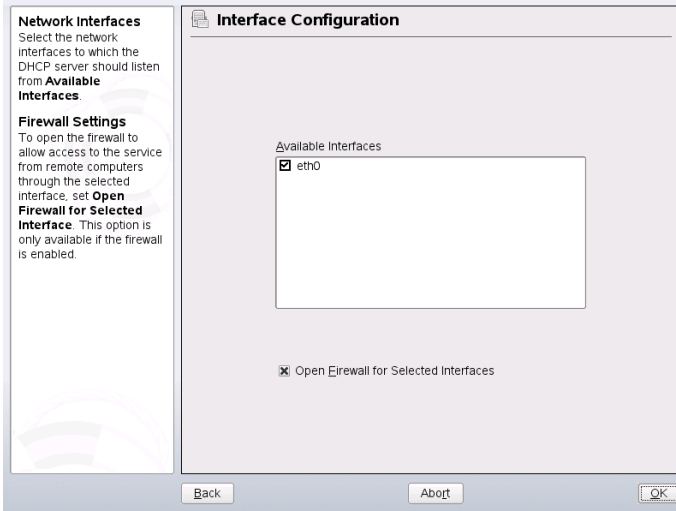 Network Interfaces
Select the network
interfaces to which the
DHCP server should listen
from Available
Interfaces.
Firewall Settings
To open the firewall to
allow access to the service
from remote computers
through the selected
interface, set Open
Firewall for Selected
Interface. This option is
only available if the firewall
is enabled.
Interface Configuration
Available Interfaces
eth0
Open Firewall for Selected Interfaces
Back
Abort
OK